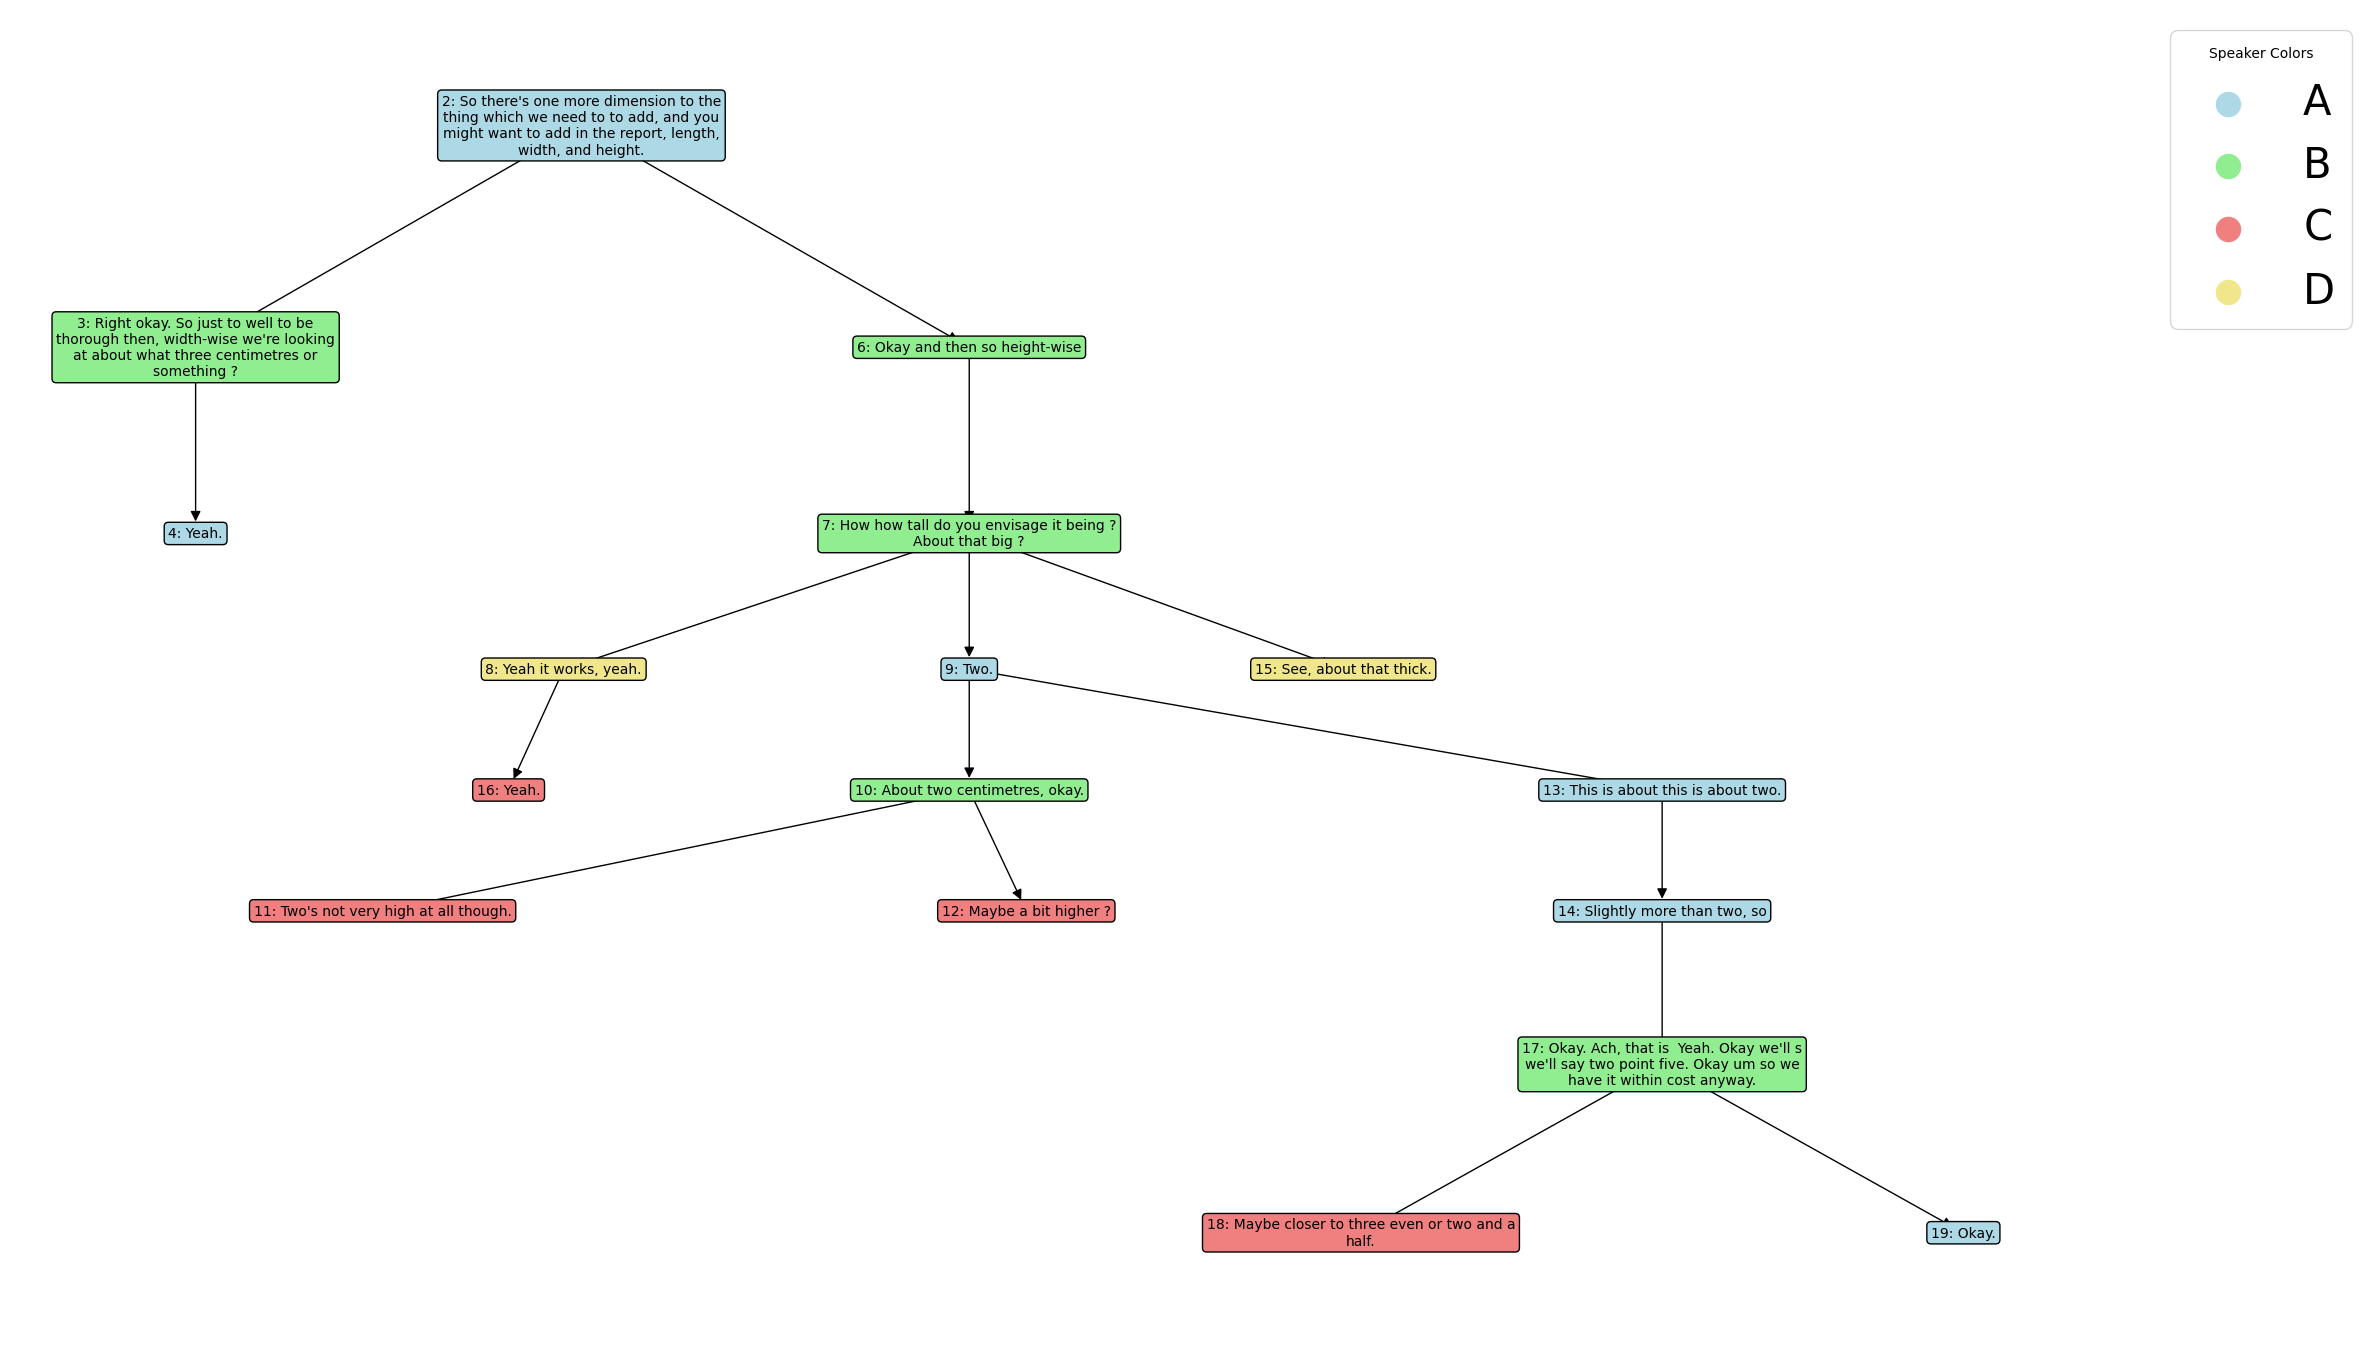 Speaker Colors
A
B
C
D
2: So there's one more dimension to the
thing which we need to to add, and you
might want to add in the report, length,
width, and height.
3: Right okay. So just to well to be
thorough then, width-wise we're looking
at about what three centimetres or
something ?
6: Okay and then so height-wise
4: Yeah.
7: How how tall do you envisage it being ?
About that big ?
8: Yeah it works, yeah.
9: Two.
15: See, about that thick.
16: Yeah.
10: About two centimetres, okay.
13: This is about this is about two.
11: Two's not very high at all though.
12: Maybe a bit higher ?
14: Slightly more than two, so
17: Okay. Ach, that is  Yeah. Okay we'll s
we'll say two point five. Okay um so we
have it within cost anyway.
18: Maybe closer to three even or two and a
half.
19: Okay.